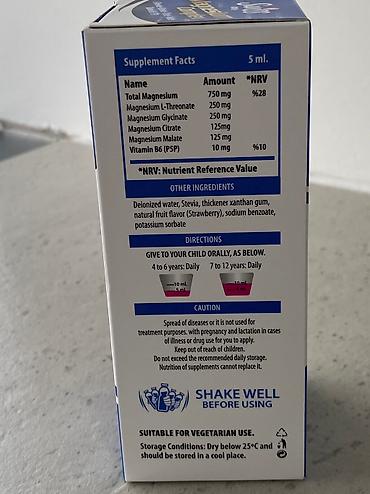 Supplement Facts 5 ml.
Name Amount *NRV
Total Magnesium 750 mg %28
Magnesium L-Threonate 250 mg
Magnesium Glycinate 250 mg
Magnesium Citrate 125mg
Magnesium Malate 125 mg
Vitamin B6 (P5P) 10 mg %10
*NRV: Nutrient Reference Value
OTHER INGREDIENTS
Deionized water, Stevia, thickener xanthan gum,
natural fruit flavor (Strawberry), sodium benzoate,
potassium sorbate
DIRECTIONS
GIVE TO YOUR CHILD ORALLY, AS BELOW.
4 to 6 years: Daily 7 to 12 years: Daily
10 mL 10 mL
5 mL
CAUTION
Spread of diseases or it is not used for
treatment purposes. with pregnancy and lactation in cases
of illness or drug use for you to apply.
Keep out of reach of children.
Do not exceed the recommended daily storage.
Nutrition of supplements cannot replace it.
SHAKE WELL
BEFORE USING
SUITABLE FOR VEGETARIAN USE.
Storage Conditions: Dry below 25ºC and
should be stored in a cool place.